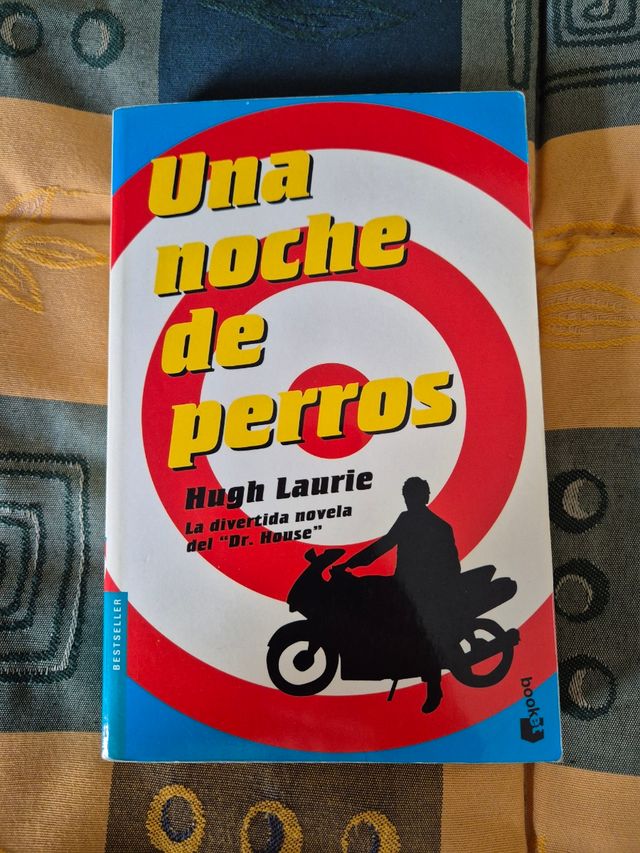 Una
noche
de
perros
Hugh Laurie
La divertida novela
del "Dr. House"
BESTSELLER
booket